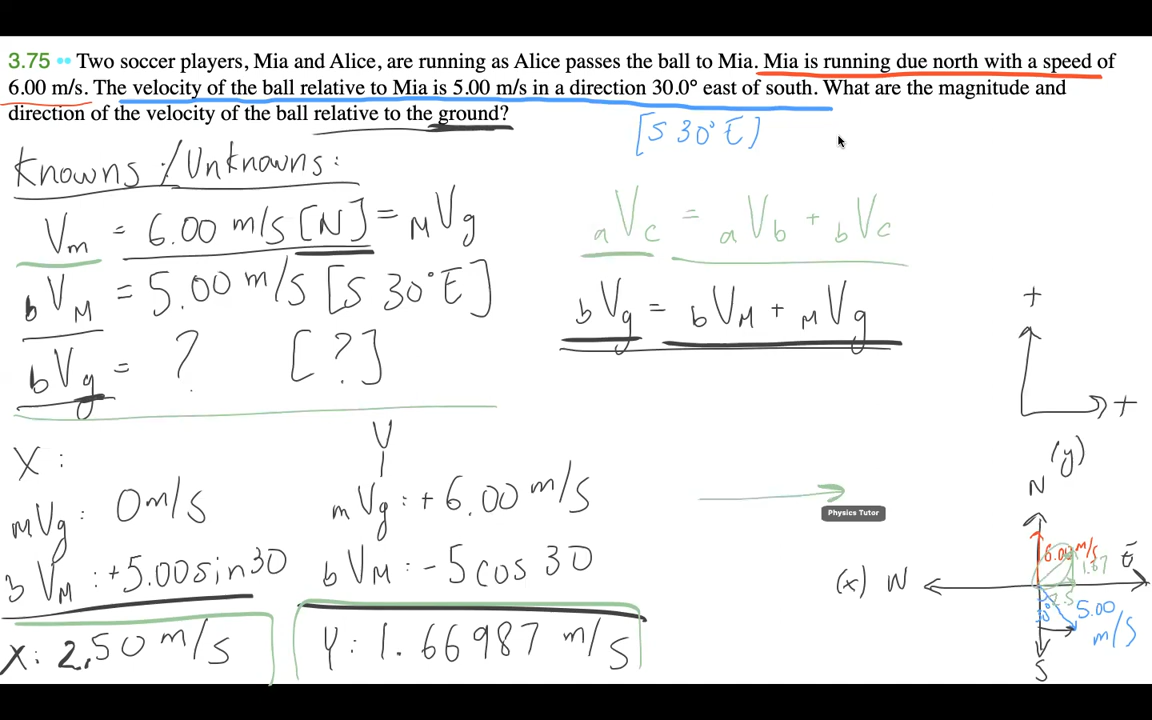 3.75 •• Two soccer players, Mia and Alice, are running as Alice passes the ball to Mia. Mia is running due north with a speed of
6.00 m/s. The velocity of the ball relative to Mia is 5.00 m/s in a direction 30.0° east of south. What are the magnitude and
direction of the velocity of the ball relative to the ground?
[S 30° E]
Knowns / Unknowns:
Vm = 6.00 m/s [N] = MVg
bVM = 5.00 m/s [S 30° E]
bVg = ? [?]
aVc = aVb + bVc
bVg = bVM + MVg
+
+
X:
Y
mVg: 0 m/s
mVg: +6.00 m/s
bVM: +5.00 sin 30
bVM: -5 cos 30
X: 2.50 m/s
Y: 1.66987 m/s
Physics Tutor
(y)
N
6.00 m/s
1.67
E
(x) W
2.5
30°
5.00
m/s
S